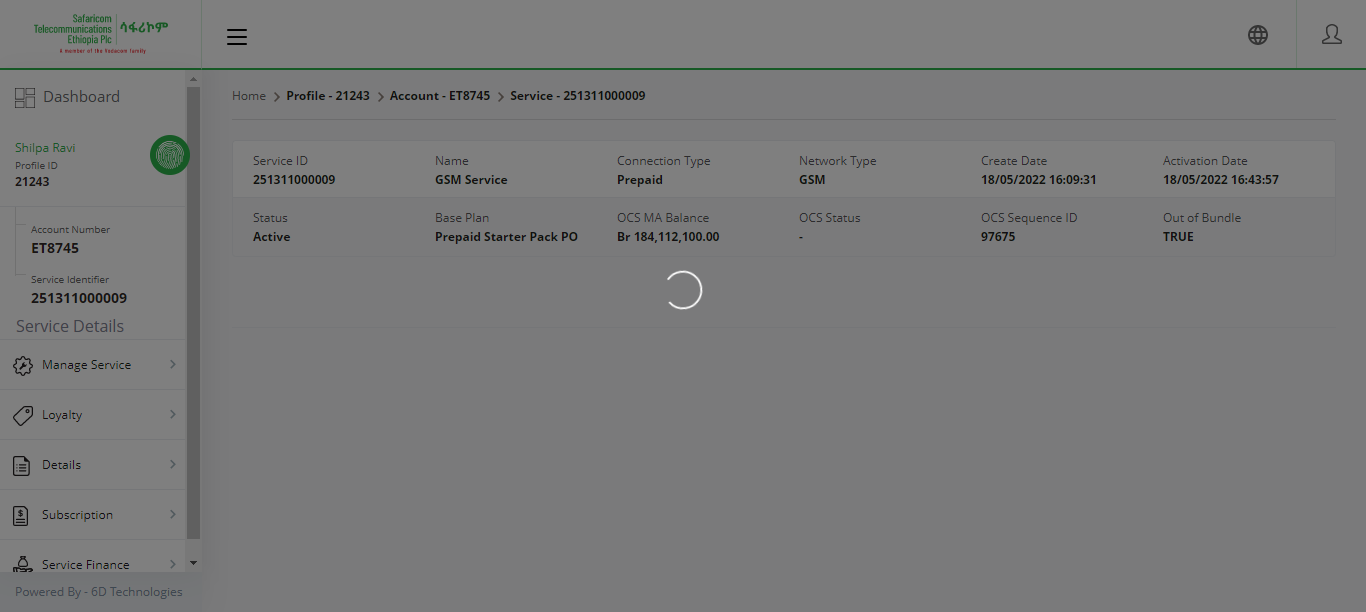 Safaricom
Telecommunications
Ethiopia Plc
ሳፋሪኮም
A member of the Vodacom family
Dashboard
Shilpa Ravi
Profile ID
21243
Account Number
ET8745
Service Identifier
251311000009
Service Details
Manage Service
Loyalty
Details
Subscription
Service Finance
Powered By - 6D Technologies
Home > Profile - 21243 > Account - ET8745 > Service - 251311000009
Service ID Name Connection Type Network Type Create Date Activation Date
251311000009 GSM Service Prepaid GSM 18/05/2022 16:09:31 18/05/2022 16:43:57
Status Base Plan OCS MA Balance OCS Status OCS Sequence ID Out of Bundle
Active Prepaid Starter Pack PO Br 184,112,100.00 - 97675 TRUE